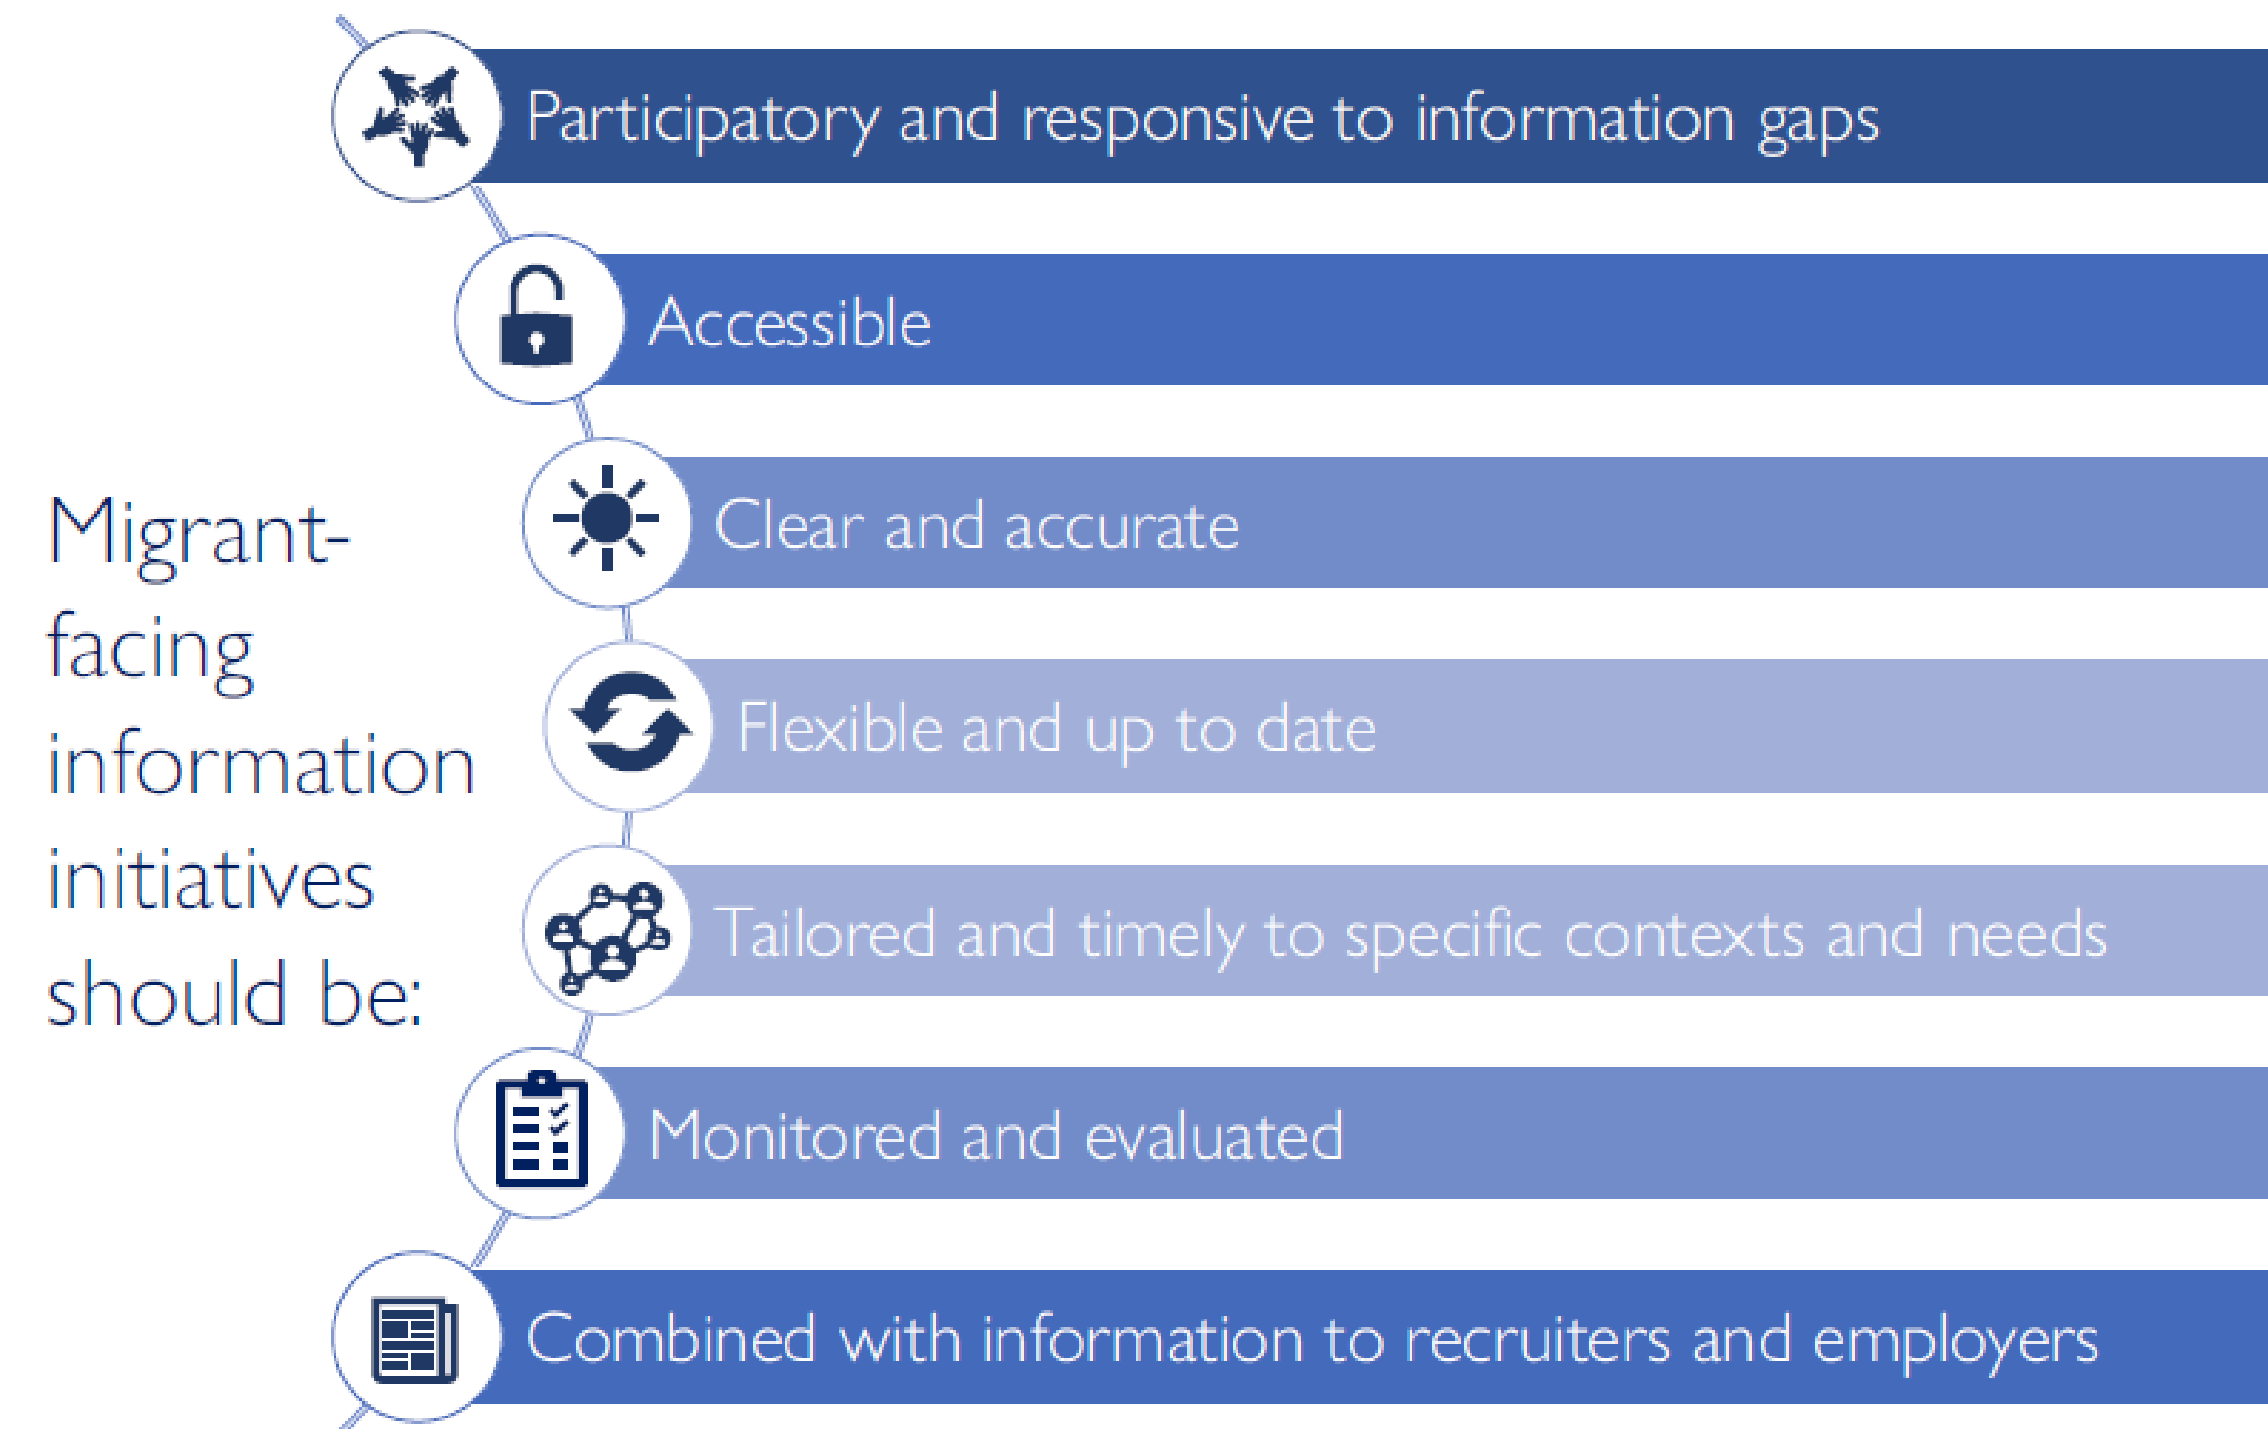 Migrant-
facing
information
initiatives
should be:
Participatory and responsive to information gaps
Accessible
Clear and accurate
Flexible and up to date
Tailored and timely to specific contexts and needs
Monitored and evaluated
Combined with information to recruiters and employers